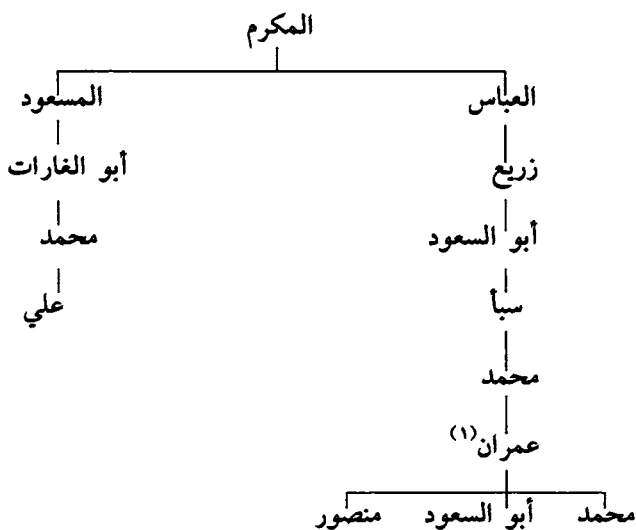 المكرم
العباس المسعود
زريع أبو الغارات
أبو السعود محمد
سبأ علي
محمد
عمران(١)
محمد أبو السعود منصور